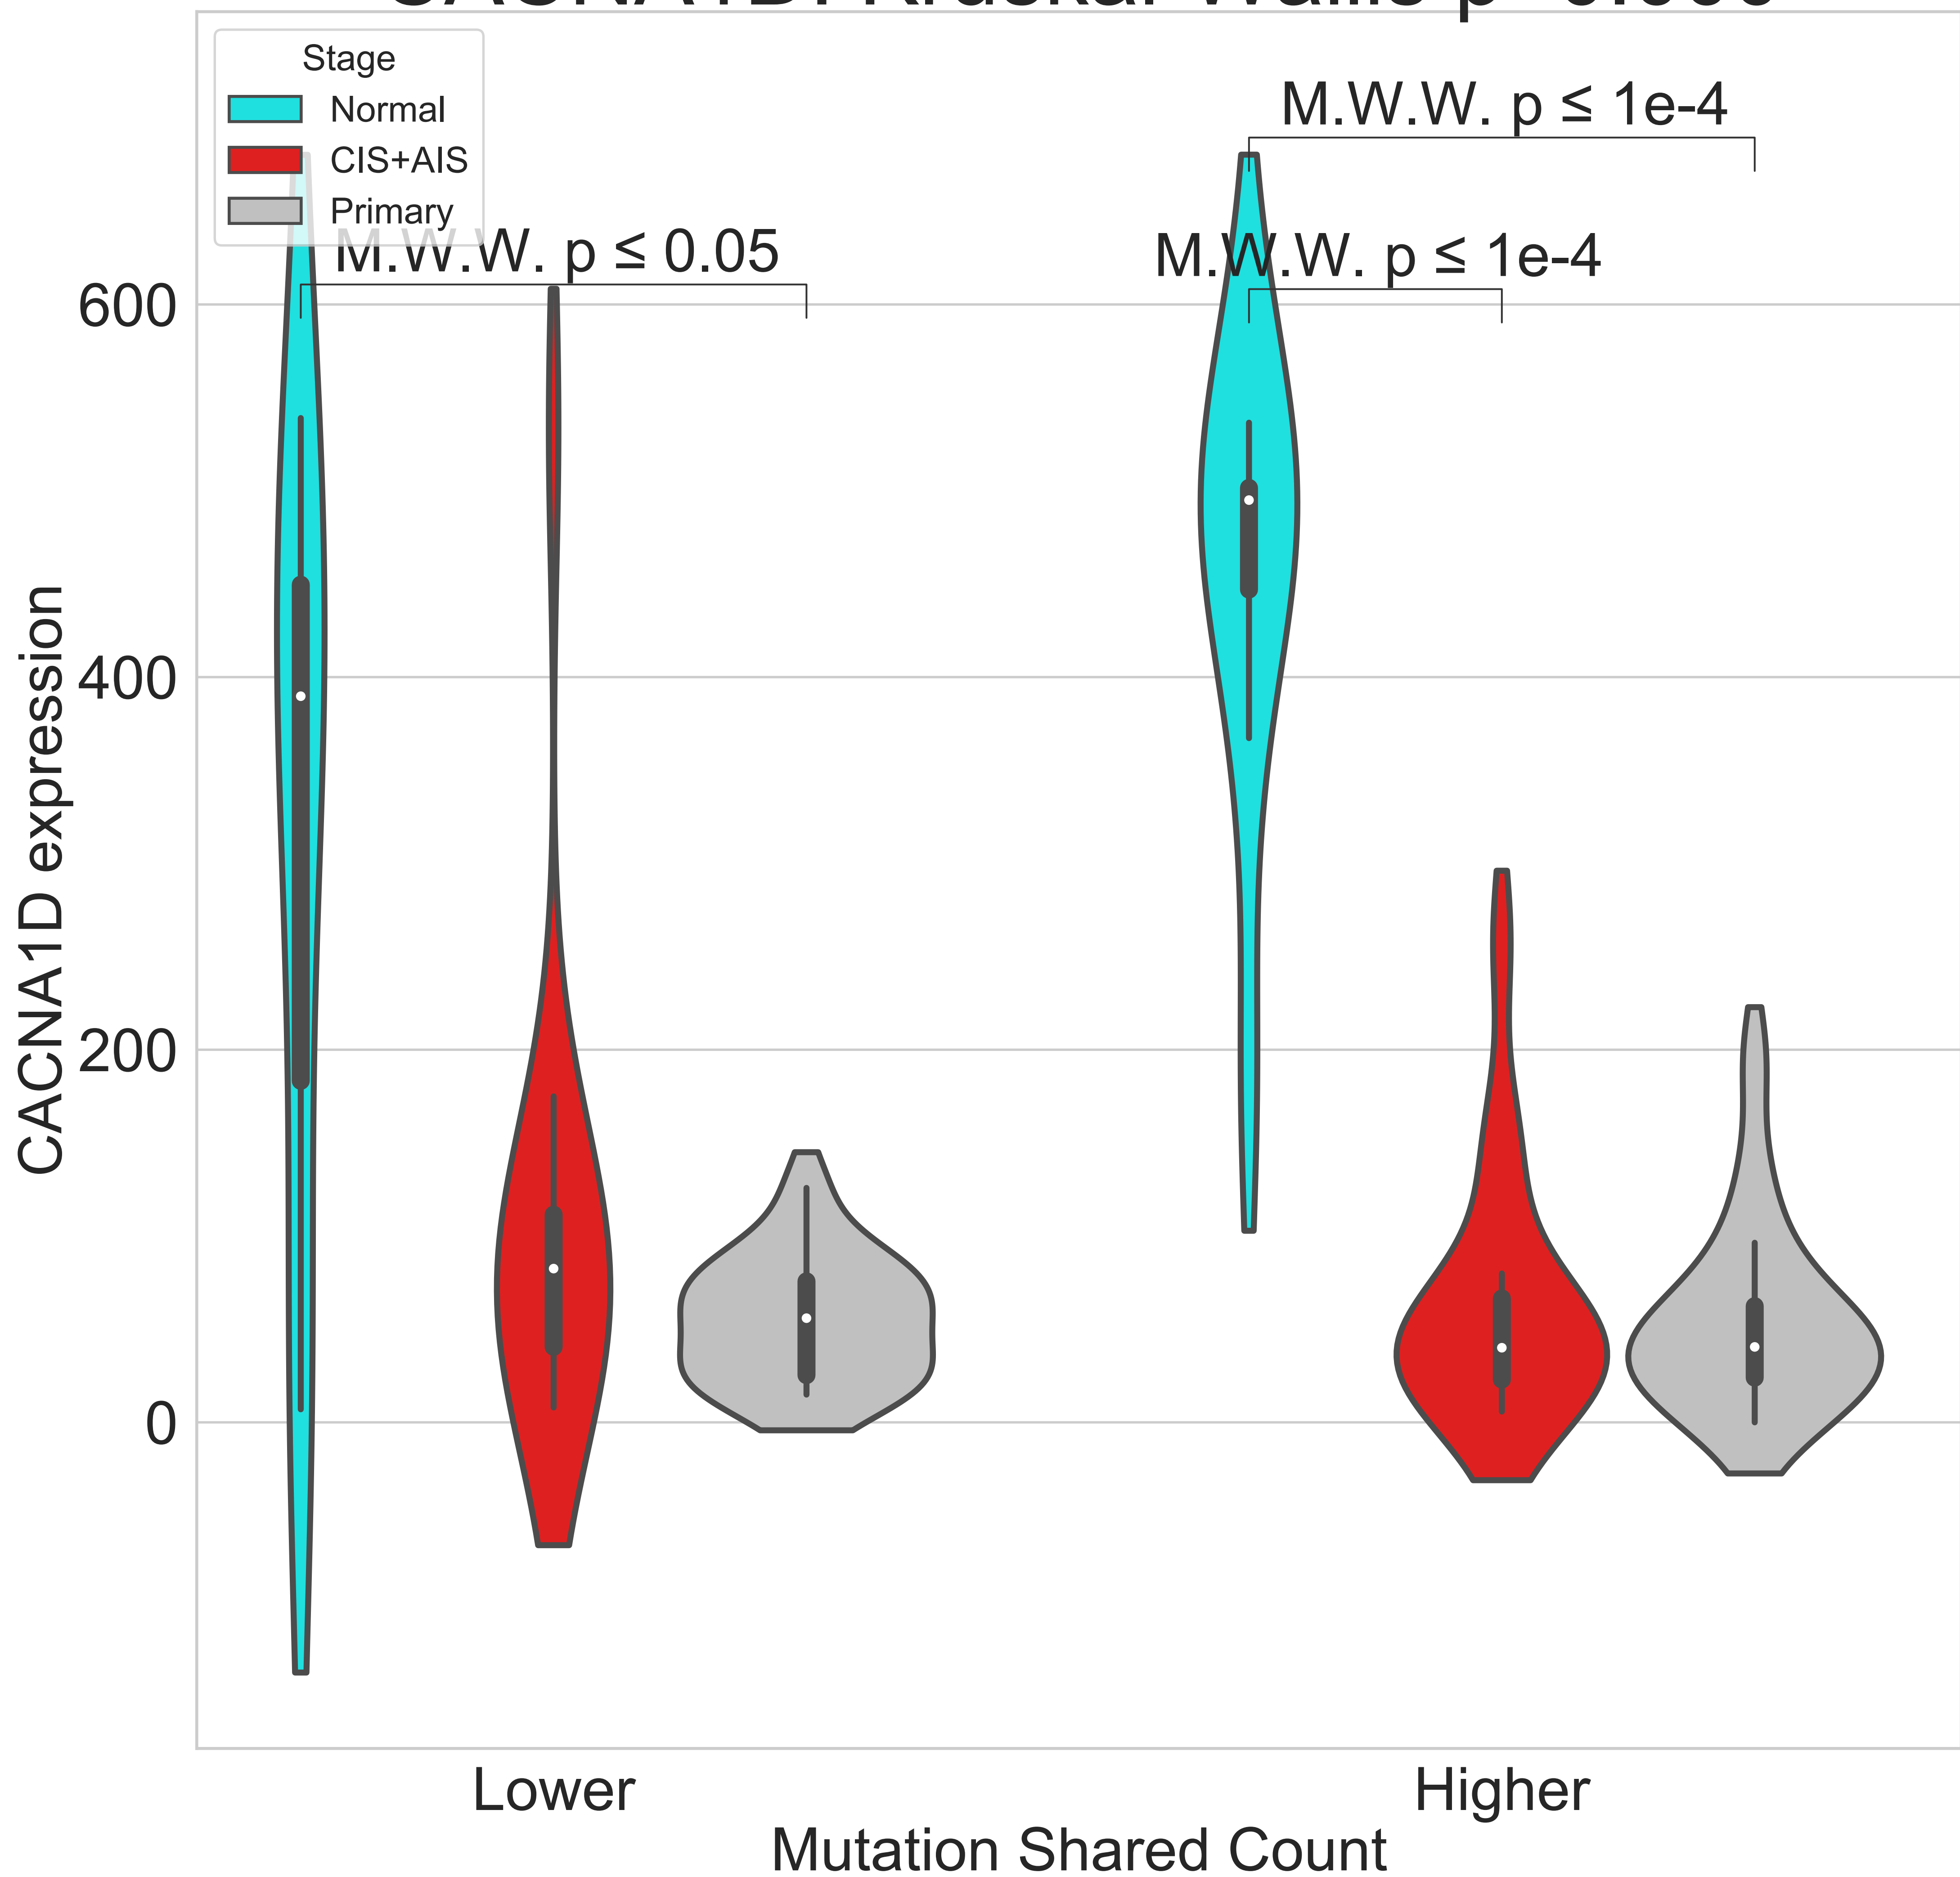 Stage
Normal
CIS+AIS
Primary
M.W.W. p ≤ 1e-4
M.W.W. p ≤ 0.05
M.W.W. p ≤ 1e-4
600
400
200
0
CACNA1D expression
Lower
Higher
Mutation Shared Count